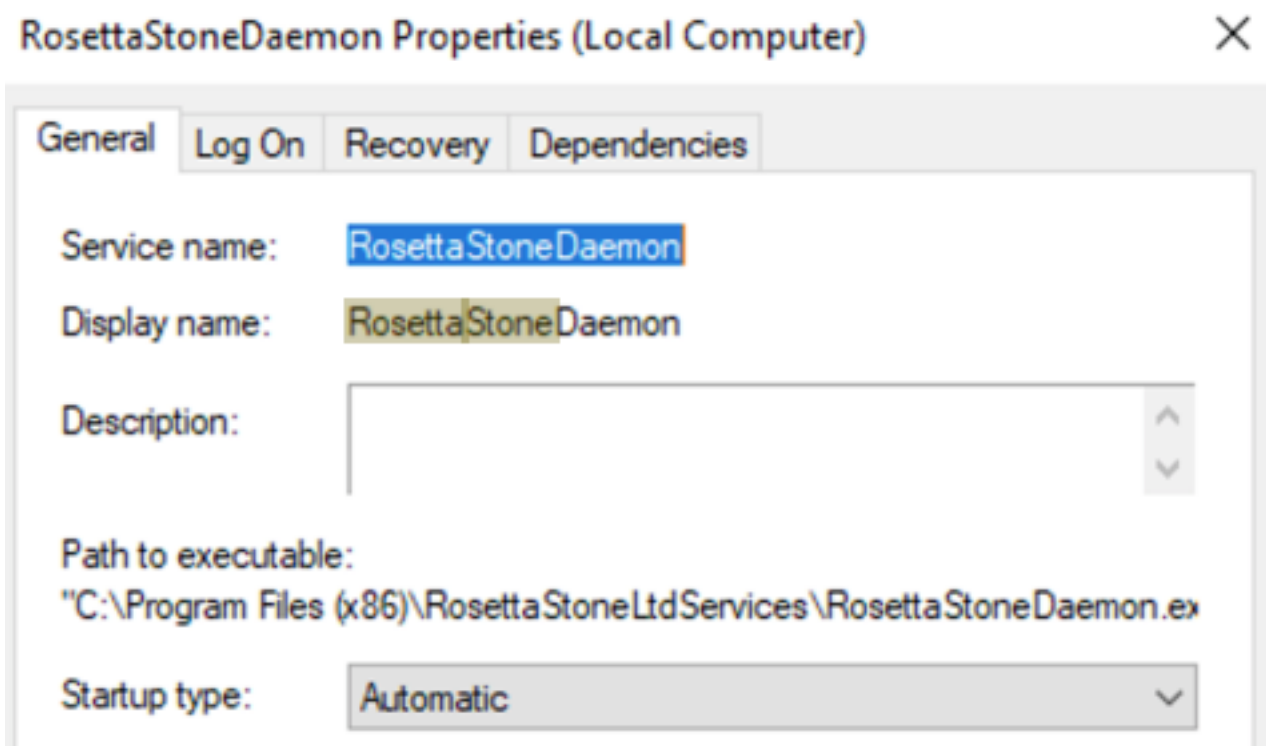 RosettaStoneDaemon Properties (Local Computer)
General Log On Recovery Dependencies
Service name: RosettaStoneDaemon
Display name: RosettaStoneDaemon
Description:
Path to executable:
"C:\Program Files (x86)\RosettaStoneLtdServices\RosettaStoneDaemon.ex
Startup type: Automatic